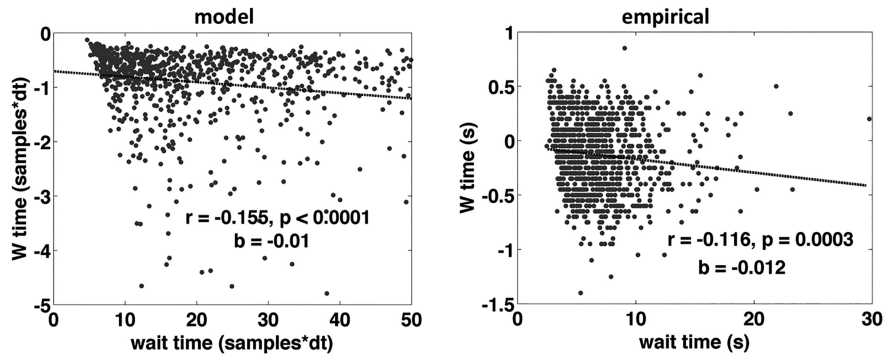 model
empirical
0
-1
-2
-3
-4
-5
W time (samples*dt)
r = -0.155, p < 0.0001
b = -0.01
0 10 20 30 40 50
wait time (samples*dt)
1
0.5
0
-0.5
-1
-1.5
W time (s)
r = -0.116, p = 0.0003
b = -0.012
0 10 20 30
wait time (s)